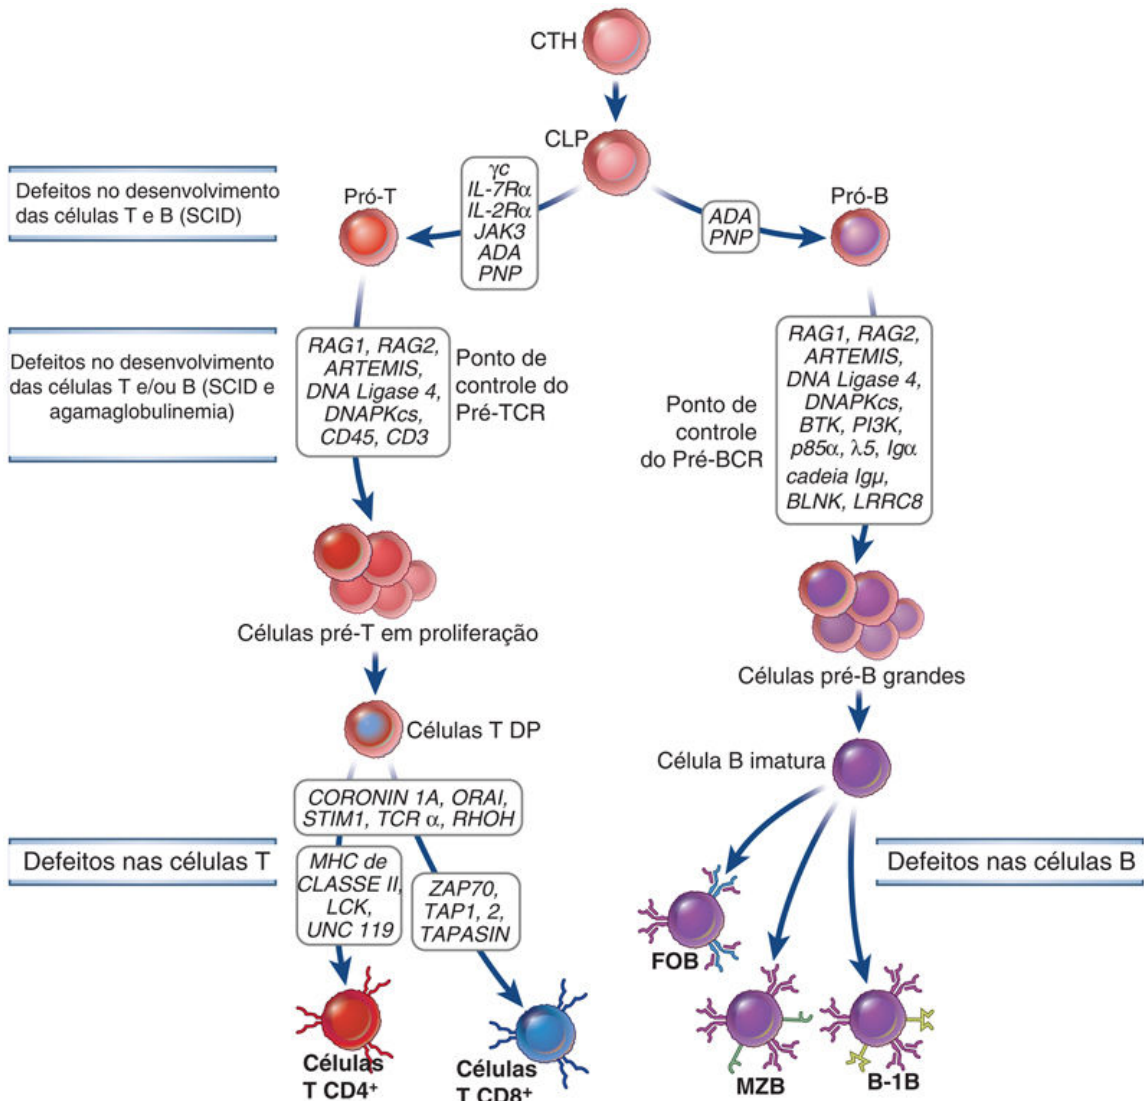 CTH
CLP
Defeitos no desenvolvimento
das células T e B (SCID)
Pró-T
γc
IL-7Rα
IL-2Rα
JAK3
ADA
PNP
ADA
PNP
Pró-B
Defeitos no desenvolvimento
das células T e/ou B (SCID e
agamaglobulinemia)
RAG1, RAG2,
ARTEMIS,
DNA Ligase 4,
DNAPKcs,
CD45, CD3
Ponto de
controle do
Pré-TCR
Ponto de
controle
do Pré-BCR
RAG1, RAG2,
ARTEMIS,
DNA Ligase 4,
DNAPKcs,
BTK, PI3K,
p85α, λ5, Igα
cadeia Igμ,
BLNK, LRRC8
Células pré-T em proliferação
Células pré-B grandes
Células T DP
Célula B imatura
CORONIN 1A, ORAI,
STIM1, TCR α, RHOH
Defeitos nas células T
MHC de
CLASSE II,
LCK,
UNC 119
ZAP70,
TAP1, 2,
TAPASIN
Defeitos nas células B
FOB
MZB
B-1B
Células
T CD4+
Células
T CD8+